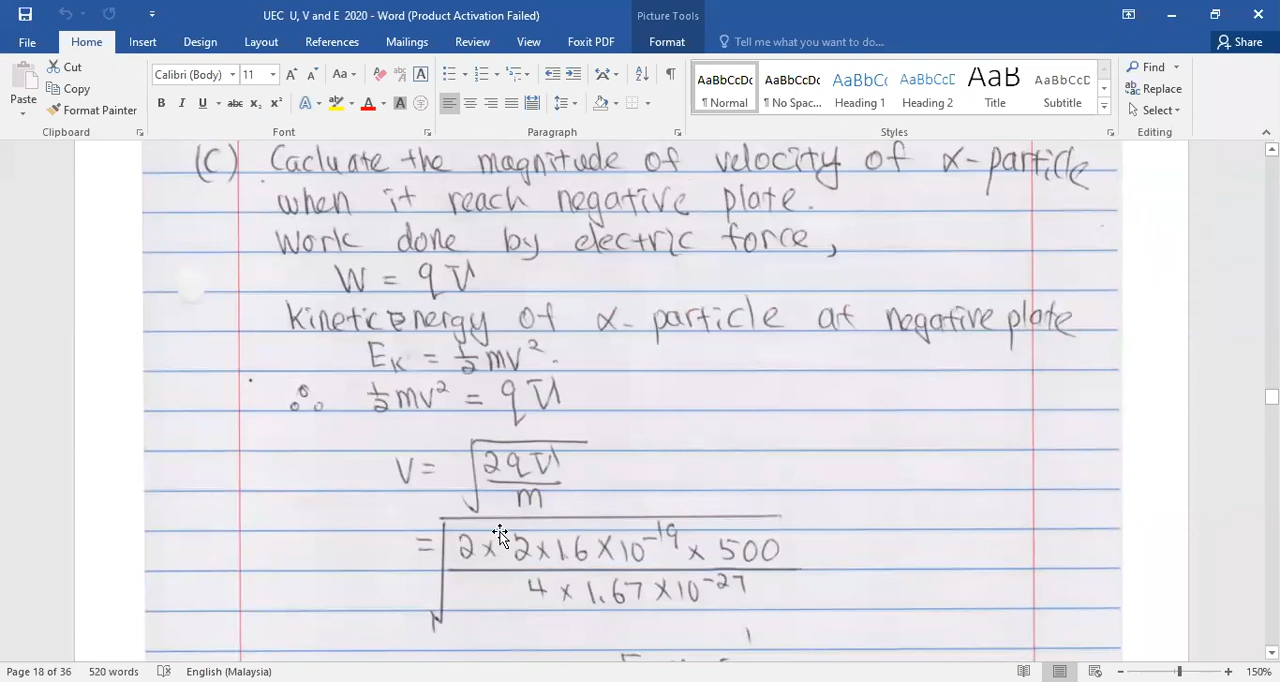 UEC U, V and E 2020 - Word (Product Activation Failed)
Picture Tools
File Home Insert Design Layout References Mailings Review View Foxit PDF Format Tell me what you want to do... Share
Paste
Cut
Copy
Format Painter
Calibri (Body) 11
AaBbCcDc AaBbCcDc AaBbCc AaBbCcD AaB AaBbCcD
¶ Normal ¶ No Spac... Heading 1 Heading 2 Title Subtitle
Find
Replace
Select
Clipboard Font Paragraph Styles Editing
(C) Cacluate the magnitude of velocity of α-particle
when it reach negative plate.
Work done by electric force,
W = qV
kinetic energy of α-particle at negative plate
E_K = ½mv².
∴ ½mv² = qV
V = √(2qV/m)
= √(2×2×1.6×10⁻¹⁹ × 500 / 4 × 1.67 × 10⁻²⁷)
Page 18 of 36 520 words English (Malaysia) 150%